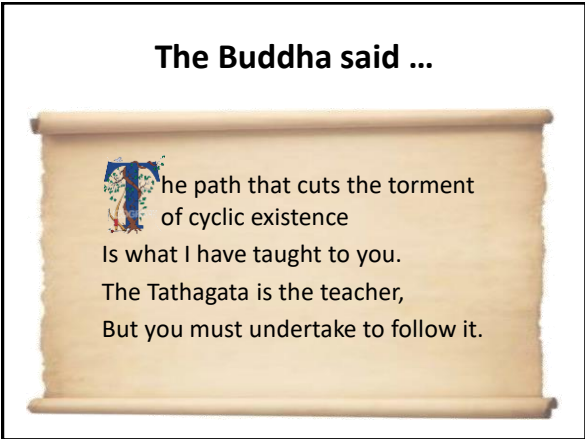 The Buddha said …
The path that cuts the torment
of cyclic existence
Is what I have taught to you.
The Tathagata is the teacher,
But you must undertake to follow it.